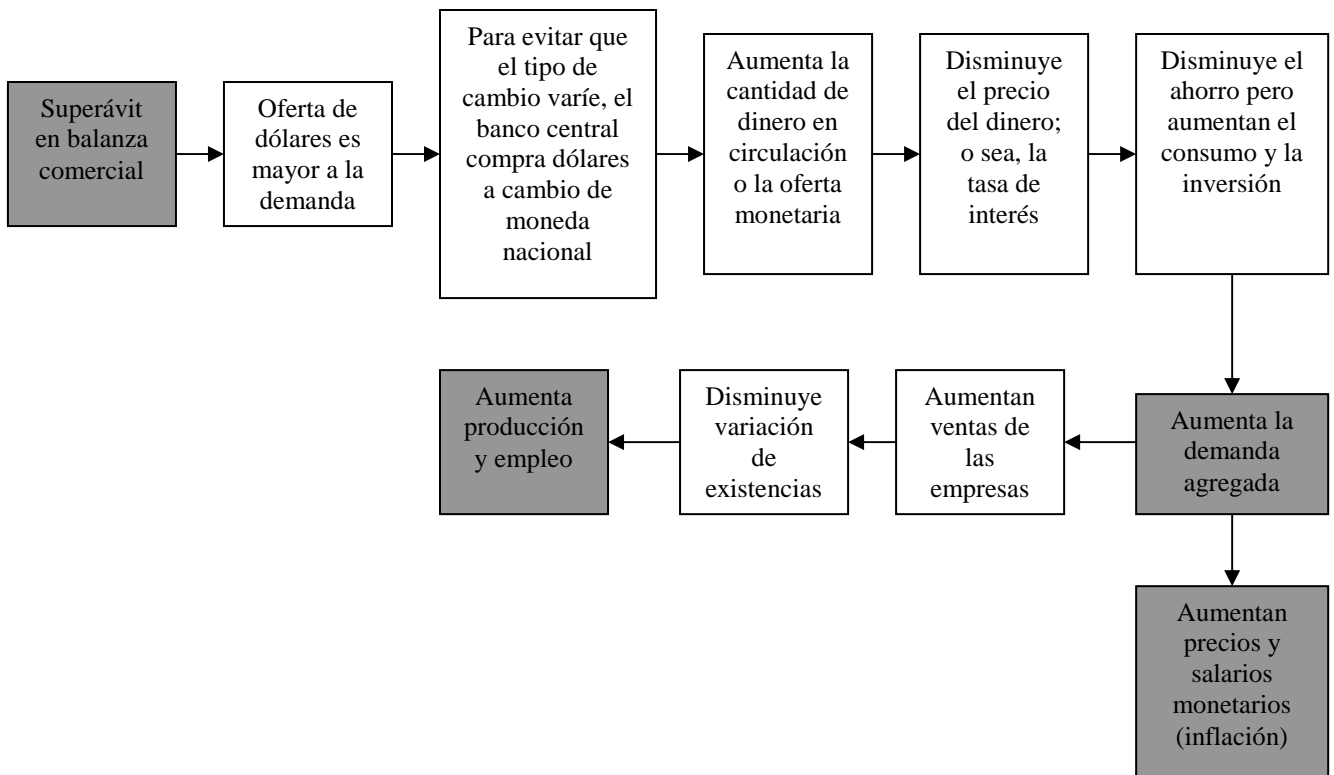 Superávit
en balanza
comercial
Oferta de
dólares es
mayor a la
demanda
Para evitar que
el tipo de
cambio varíe, el
banco central
compra dólares
a cambio de
moneda
nacional
Aumenta la
cantidad de
dinero en
circulación
o la oferta
monetaria
Disminuye
el precio
del dinero;
o sea, la
tasa de
interés
Disminuye el
ahorro pero
aumentan el
consumo y la
inversión
Aumenta la
demanda
agregada
Aumentan
ventas de
las
empresas
Disminuye
variación
de
existencias
Aumenta
producción
y empleo
Aumentan
precios y
salarios
monetarios
(inflación)